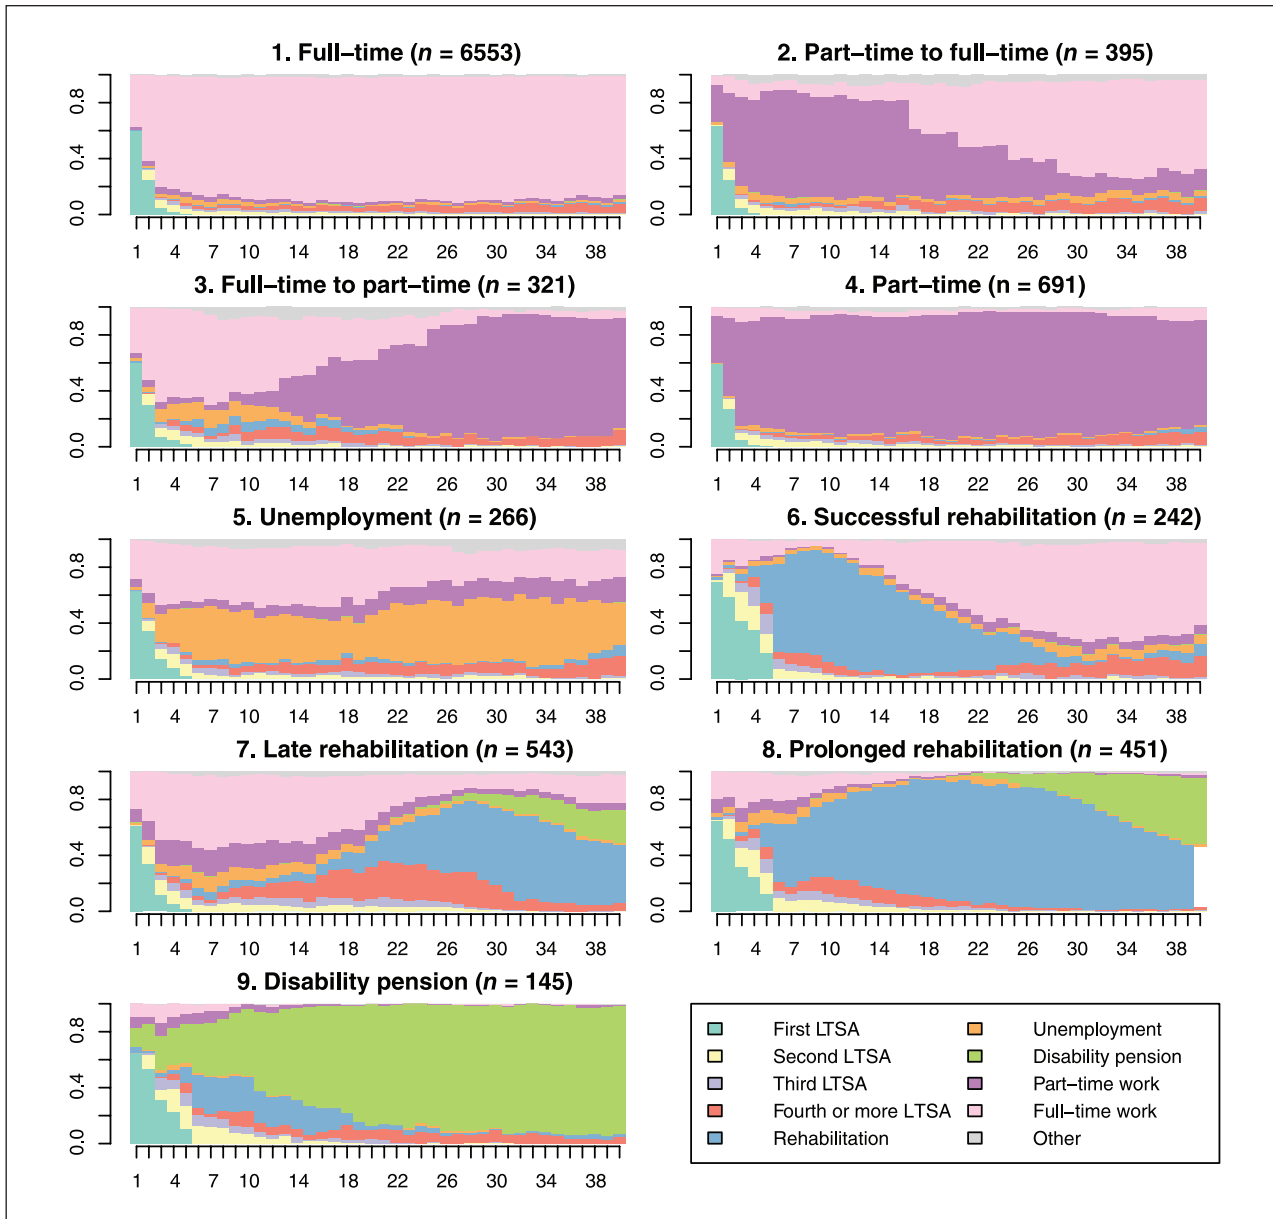 1. Full–time (n = 6553)
0.0 0.4 0.8
1 4 7 10 14 18 22 26 30 34 38
2. Part–time to full–time (n = 395)
0.0 0.4 0.8
1 4 7 10 14 18 22 26 30 34 38
3. Full–time to part–time (n = 321)
0.0 0.4 0.8
1 4 7 10 14 18 22 26 30 34 38
4. Part–time (n = 691)
0.0 0.4 0.8
1 4 7 10 14 18 22 26 30 34 38
5. Unemployment (n = 266)
0.0 0.4 0.8
1 4 7 10 14 18 22 26 30 34 38
6. Successful rehabilitation (n = 242)
0.0 0.4 0.8
1 4 7 10 14 18 22 26 30 34 38
7. Late rehabilitation (n = 543)
0.0 0.4 0.8
1 4 7 10 14 18 22 26 30 34 38
8. Prolonged rehabilitation (n = 451)
0.0 0.4 0.8
1 4 7 10 14 18 22 26 30 34 38
9. Disability pension (n = 145)
0.0 0.4 0.8
1 4 7 10 14 18 22 26 30 34 38
First LTSA
Second LTSA
Third LTSA
Fourth or more LTSA
Rehabilitation
Unemployment
Disability pension
Part–time work
Full–time work
Other